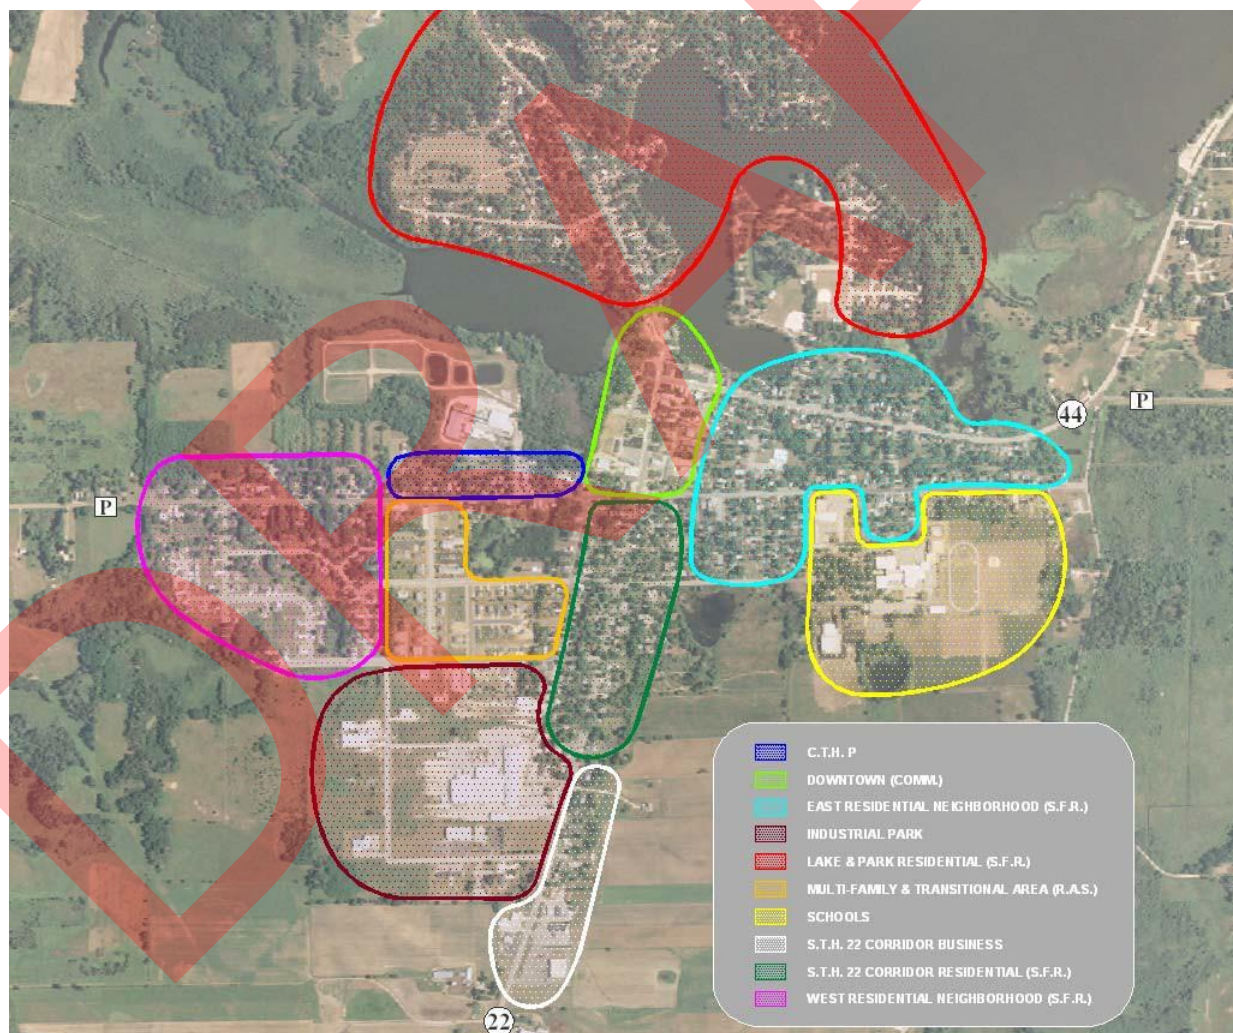 DRAFT
44
P
P
C.T.H. P
DOWNTOWN (COMM.)
EAST RESIDENTIAL NEIGHBORHOOD (S.F.R.)
INDUSTRIAL PARK
LAKE & PARK RESIDENTIAL (S.F.R.)
MULTI-FAMILY & TRANSITIONAL AREA (R.A.S.)
SCHOOLS
S.T.H. 22 CORRIDOR BUSINESS
S.T.H. 22 CORRIDOR RESIDENTIAL (S.F.R.)
WEST RESIDENTIAL NEIGHBORHOOD (S.F.R.)
22